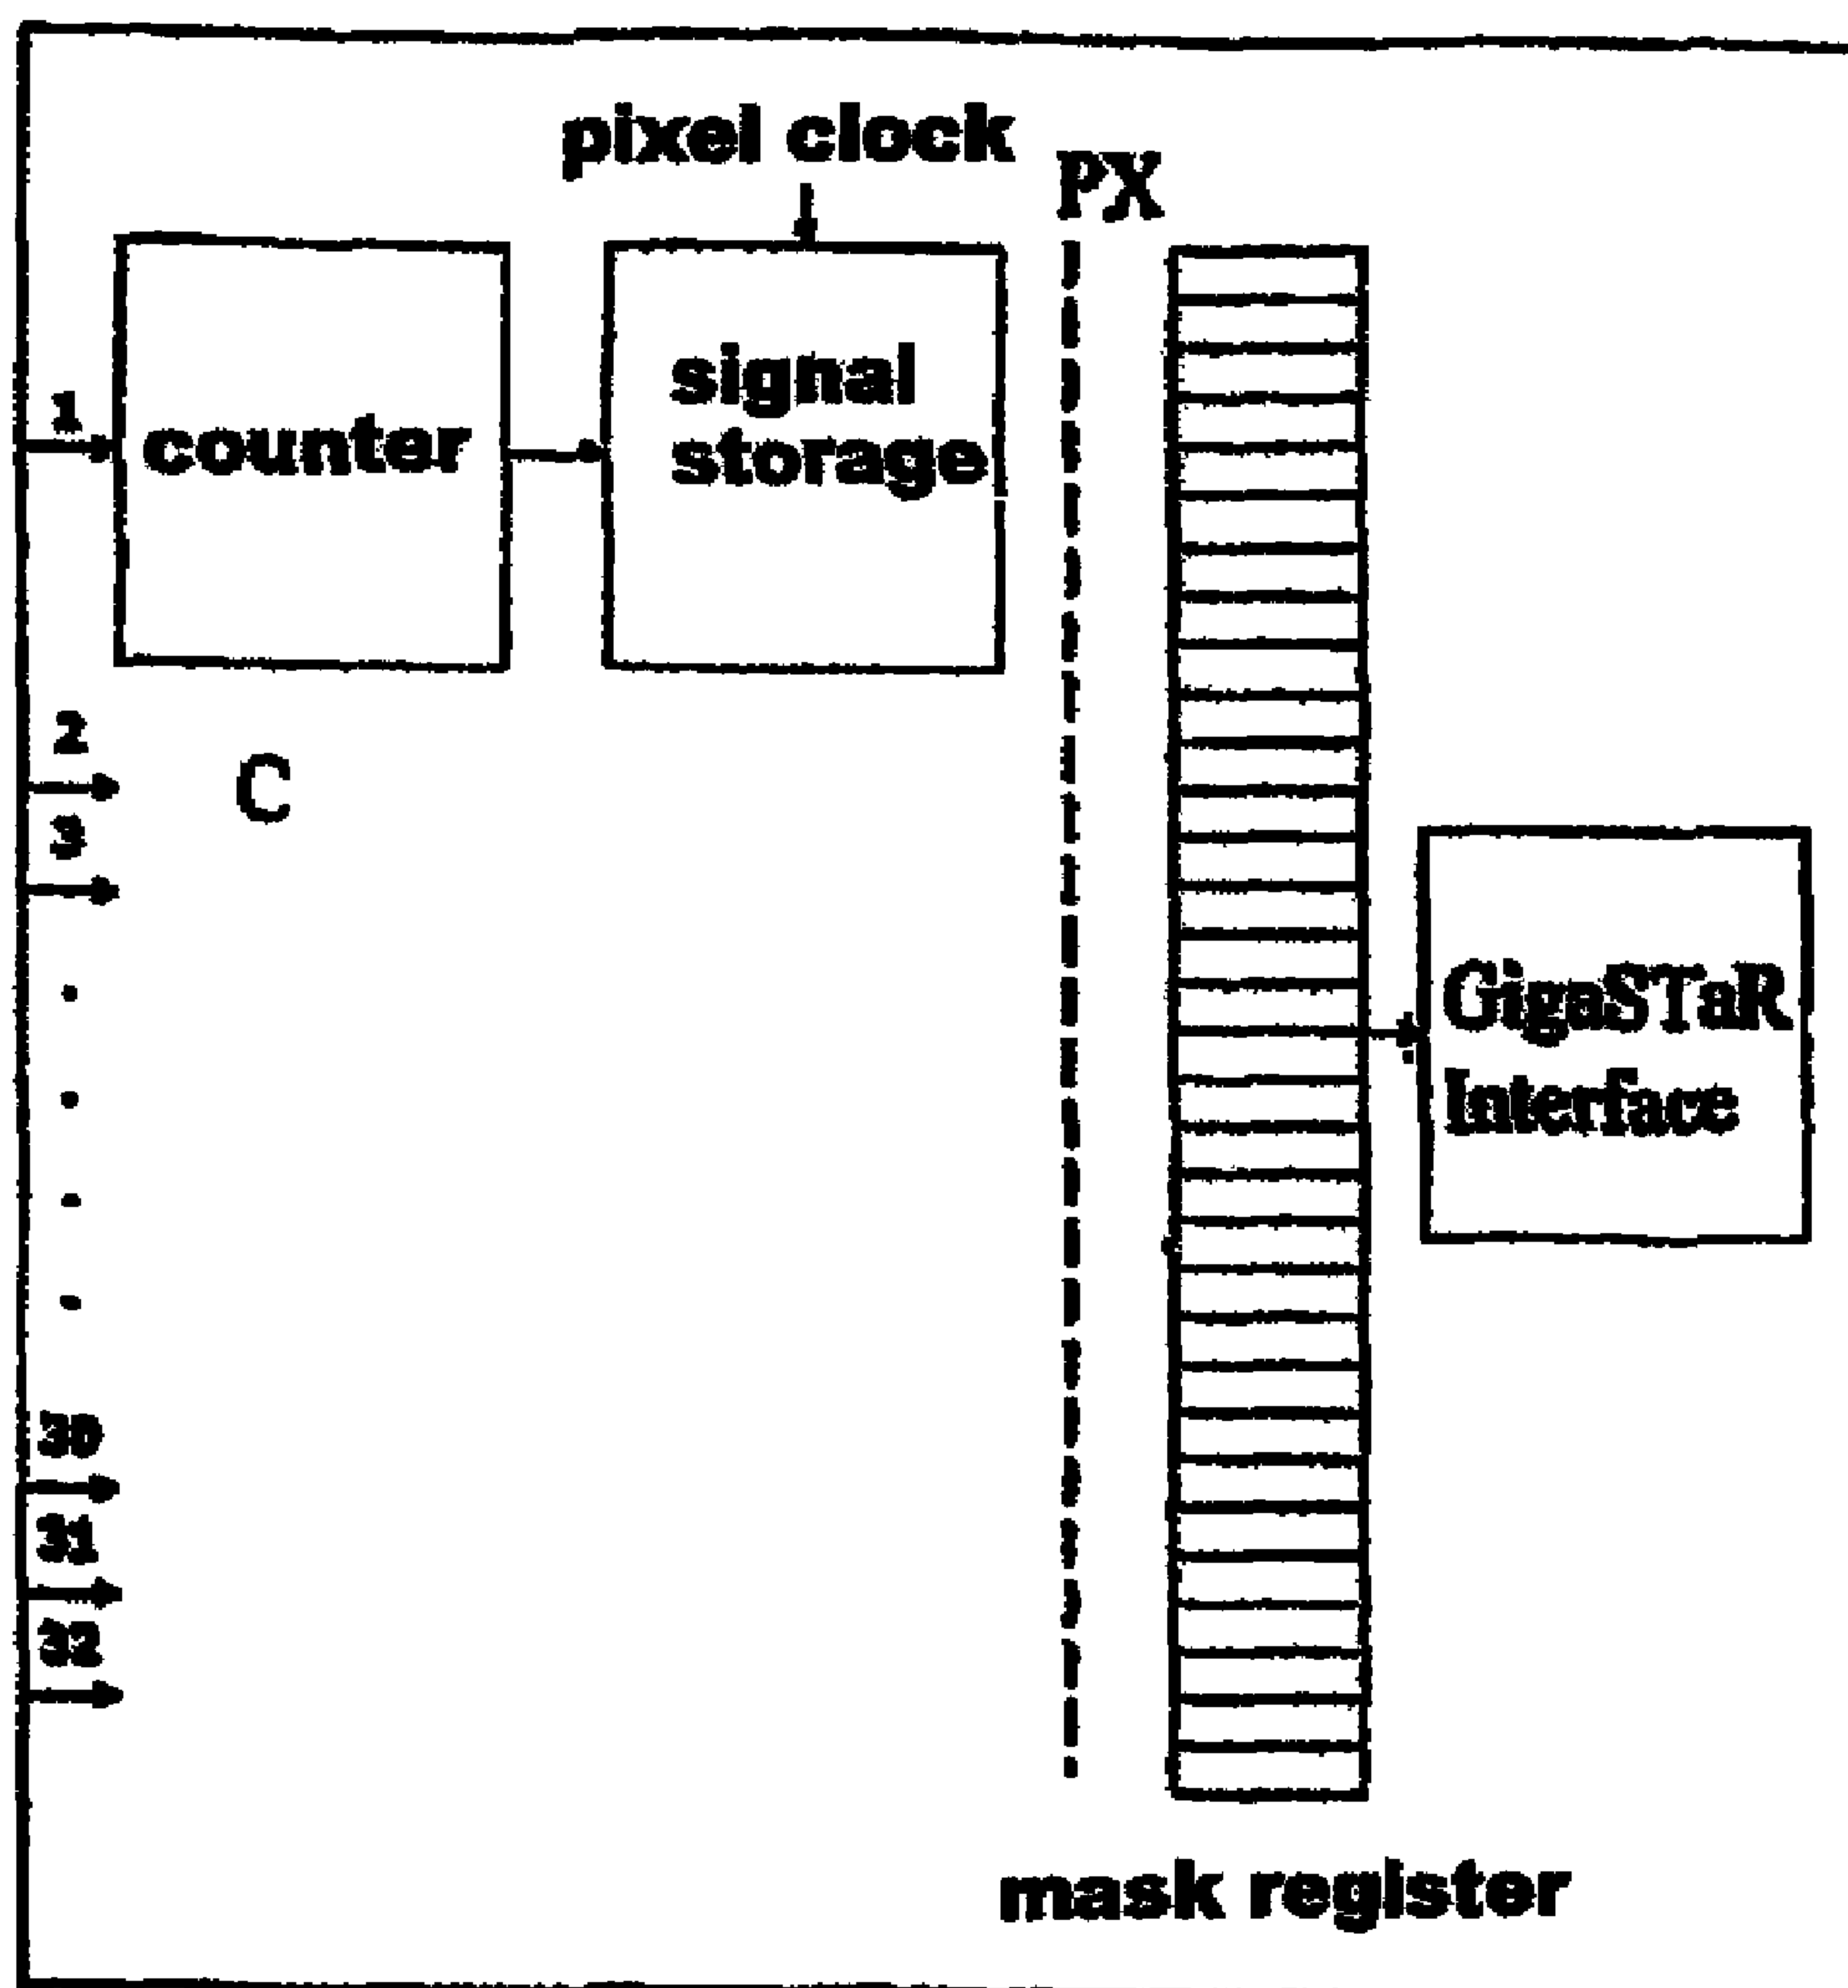 pixel clock
PX
1
counter
signal
storage
2
C
3
GigaSTaR
Interface
30
31
32
mask register